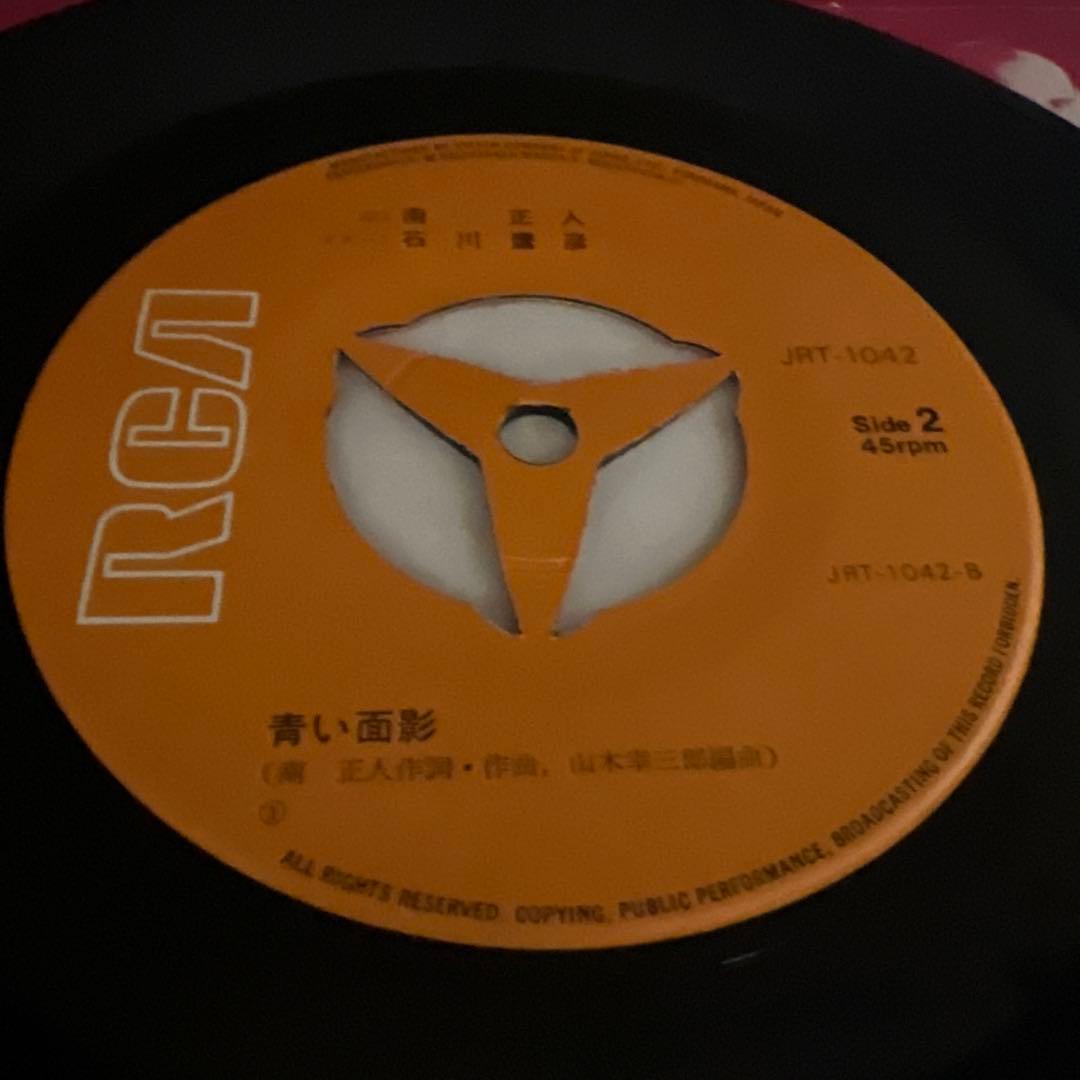 南 正人
石川鷹彦
RCA
JRT-1042
Side 2
45rpm
JRT-1042-B
青い面影
(南 正人作詞・作曲, 山木幸三郎編曲)
①
ALL RIGHTS RESERVED. COPYING, PUBLIC PERFORMANCE, BROADCASTING OF THIS RECORD FORBIDDEN.